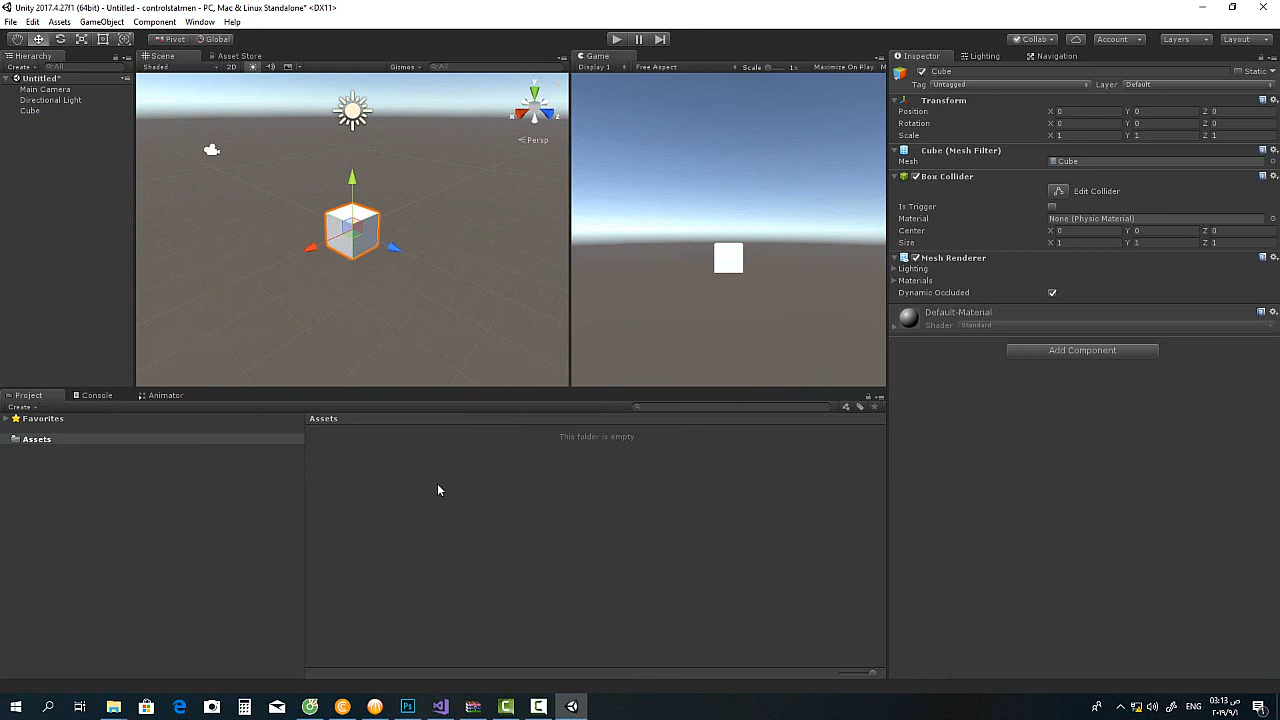 Unity 2017.4.27f1 (64bit) - Untitled - controlstatmen - PC, Mac & Linux Standalone* <DX11>
File Edit Assets GameObject Component Window Help
Pivot Global Collab Account Layers Layout
Hierarchy Scene Asset Store Game Inspector Lighting Navigation
Create All Shaded 2D Gizmos All Display 1 Free Aspect Scale 1x Maximize On Play M Cube Static
Untitled* Tag Untagged Layer Default
Main Camera
Directional Light
Cube
y
x z
Persp
Transform
Position X 0 Y 0 Z 0
Rotation X 0 Y 0 Z 0
Scale X 1 Y 1 Z 1
Cube (Mesh Filter)
Mesh Cube
Box Collider
Edit Collider
Is Trigger
Material None (Physic Material)
Center X 0 Y 0 Z 0
Size X 1 Y 1 Z 1
Mesh Renderer
Lighting
Materials
Dynamic Occluded
Default-Material
Shader Standard
Add Component
Project Console Animator
Create
Favorites Assets
Assets This folder is empty
ENG